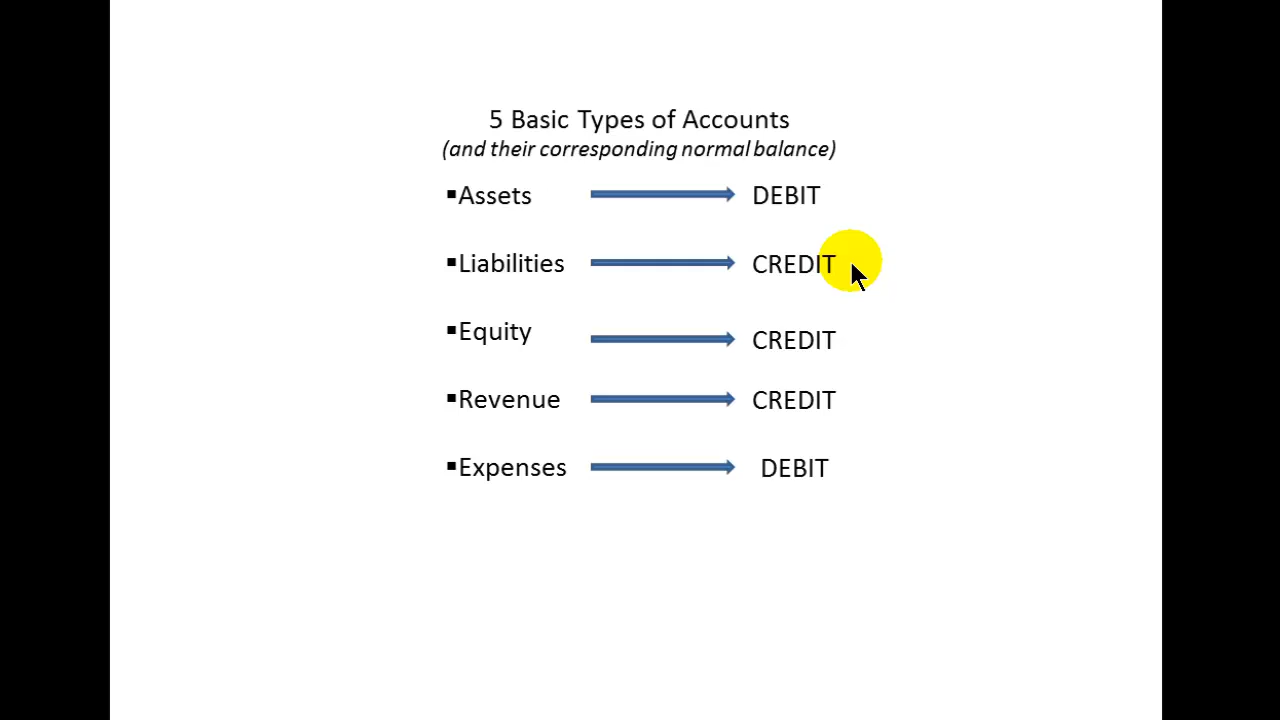 5 Basic Types of Accounts
(and their corresponding normal balance)
▪Assets DEBIT
▪Liabilities CREDIT
▪Equity CREDIT
▪Revenue CREDIT
▪Expenses DEBIT